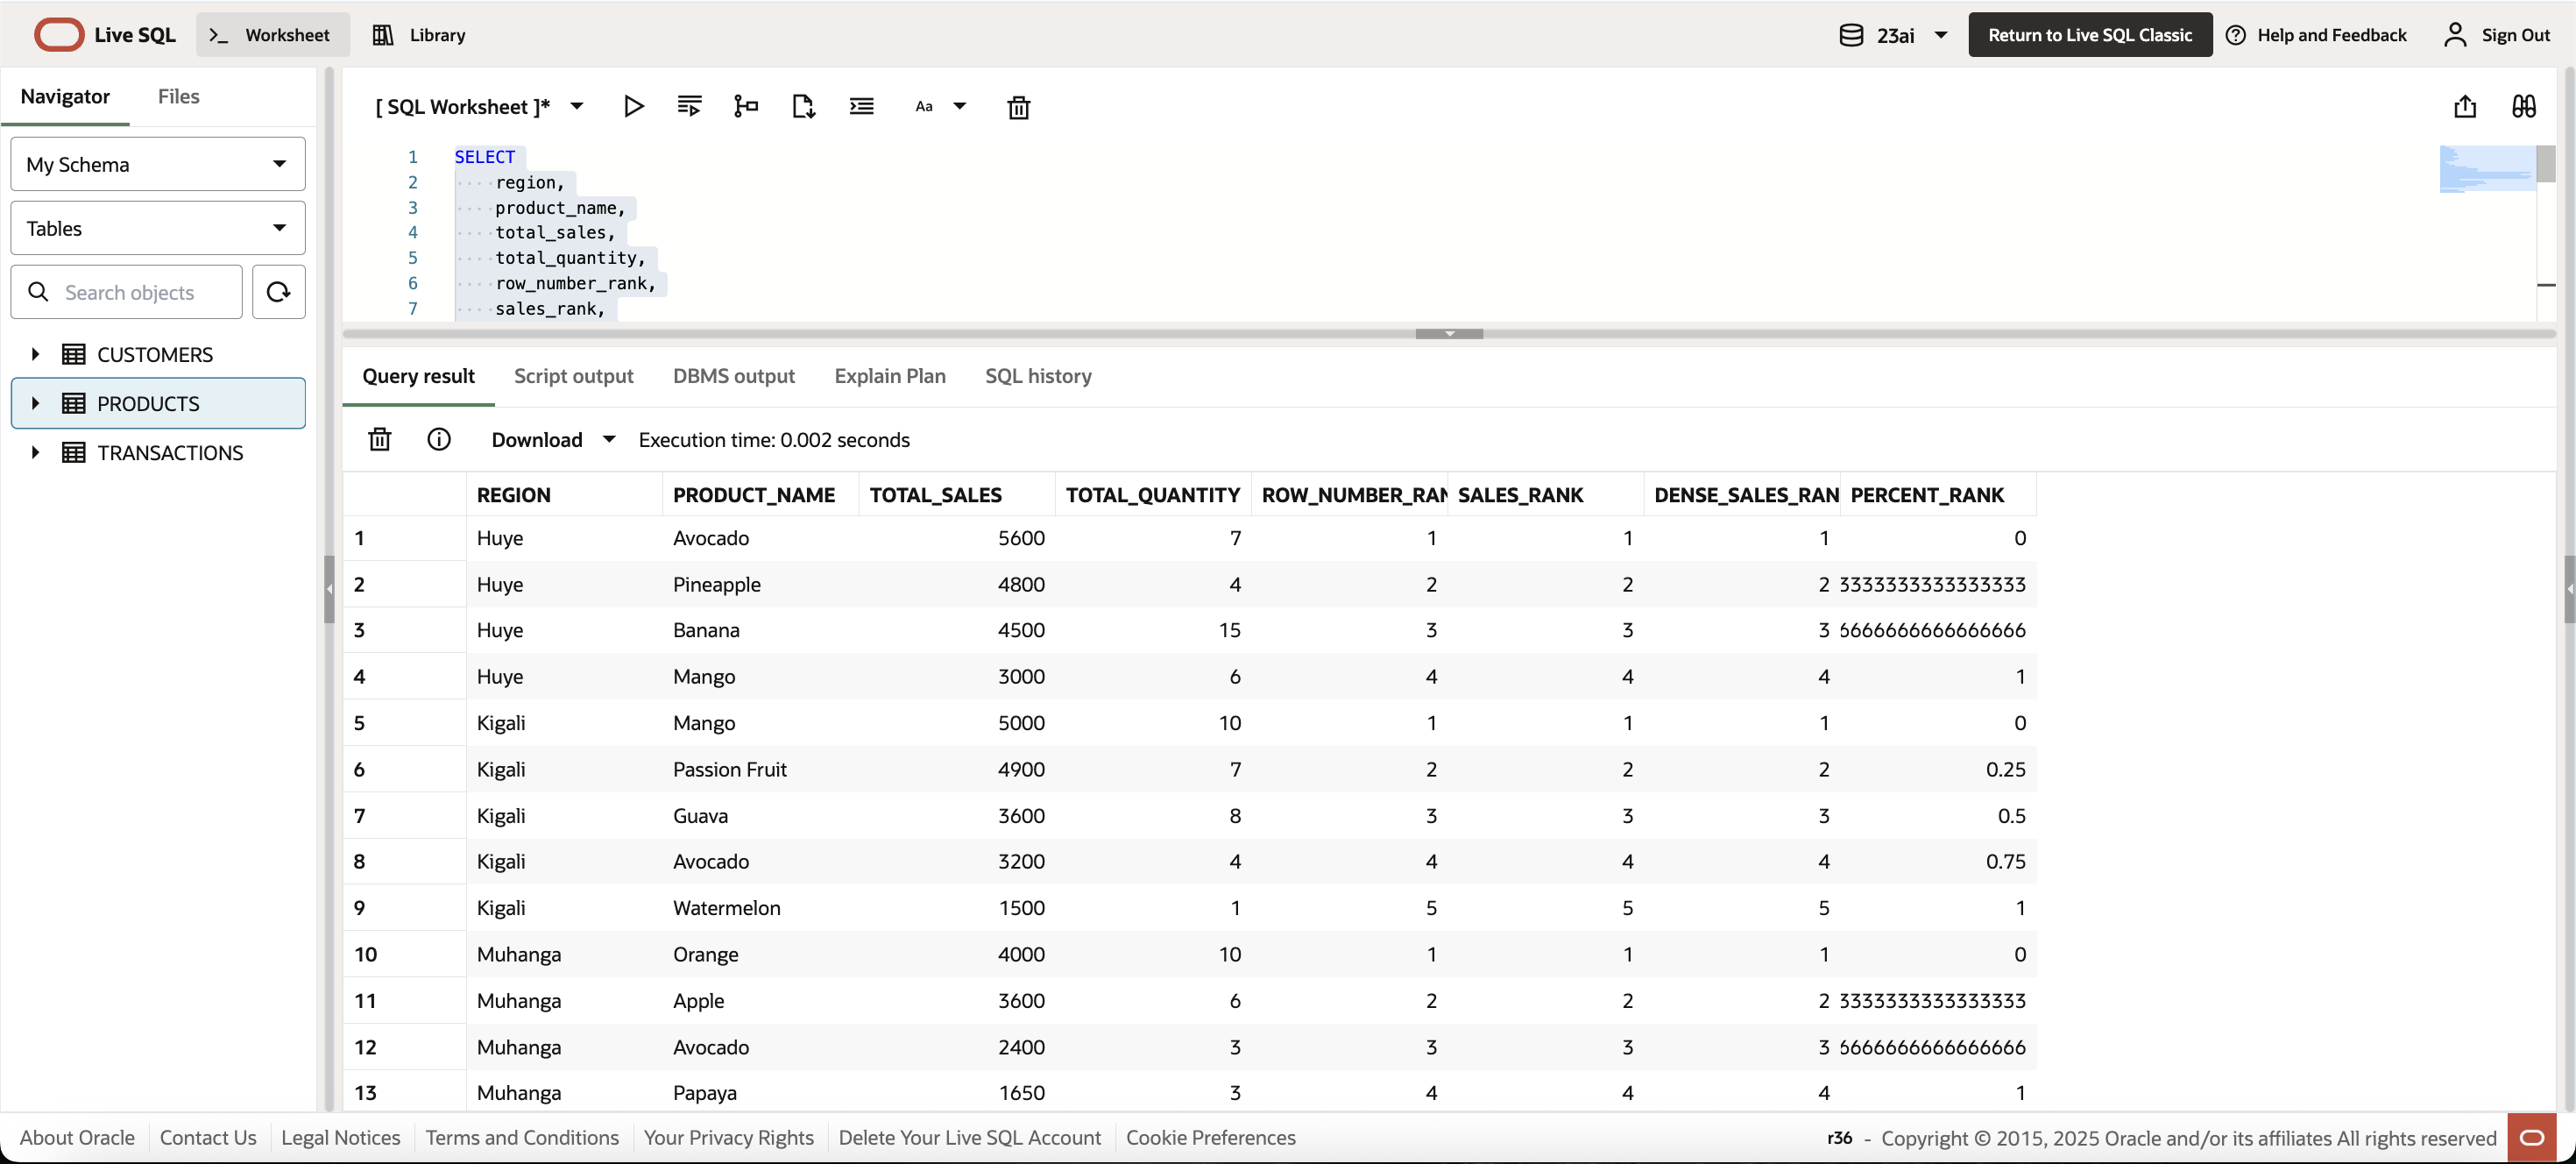 Live SQL
Worksheet
Library
23ai
Return to Live SQL Classic
Help and Feedback
Sign Out
Navigator
Files
My Schema
Tables
Search objects
CUSTOMERS
PRODUCTS
TRANSACTIONS
[ SQL Worksheet ]*
Aa
1 SELECT
2 region,
3 product_name,
4 total_sales,
5 total_quantity,
6 row_number_rank,
7 sales_rank,
Query result Script output DBMS output Explain Plan SQL history
Download Execution time: 0.002 seconds
REGION PRODUCT_NAME TOTAL_SALES TOTAL_QUANTITY ROW_NUMBER_RAN SALES_RANK DENSE_SALES_RAN PERCENT_RANK
1 Huye Avocado 5600 7 1 1 1 0
2 Huye Pineapple 4800 4 2 2 2 3333333333333333
3 Huye Banana 4500 15 3 3 3 6666666666666666
4 Huye Mango 3000 6 4 4 4 1
5 Kigali Mango 5000 10 1 1 1 0
6 Kigali Passion Fruit 4900 7 2 2 2 0.25
7 Kigali Guava 3600 8 3 3 3 0.5
8 Kigali Avocado 3200 4 4 4 4 0.75
9 Kigali Watermelon 1500 1 5 5 5 1
10 Muhanga Orange 4000 10 1 1 1 0
11 Muhanga Apple 3600 6 2 2 2 3333333333333333
12 Muhanga Avocado 2400 3 3 3 3 6666666666666666
13 Muhanga Papaya 1650 3 4 4 4 1
About Oracle Contact Us Legal Notices Terms and Conditions Your Privacy Rights Delete Your Live SQL Account Cookie Preferences
r36 - Copyright © 2015, 2025 Oracle and/or its affiliates All rights reserved